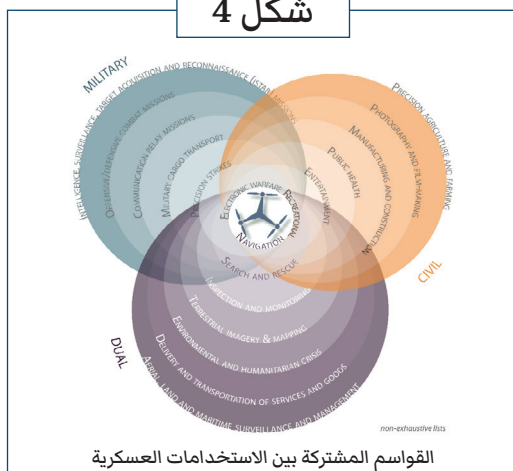 شكل 4
MILITARY
INTELLIGENCE, SURVEILLANCE, TARGET ACQUISITION AND RECONNAISSANCE (ISTAR) MISSIONS
OFFENSIVE/DEFENSIVE COMBAT MISSIONS
COMMUNICATION RELAY MISSIONS
MILITARY CARGO TRANSPORT
PRECISION STRIKES
ELECTRONIC WARFARE
PRECISION AGRICULTURE AND FARMING
PHOTOGRAPHY AND FILM-MAKING
MANUFACTURING AND CONSTRUCTION
PUBLIC HEALTH
ENTERTAINMENT
RECREATIONAL
CIVIL
NAVIGATION
SEARCH AND RESCUE
INSPECTION AND MONITORING
TERRESTRIAL IMAGERY & MAPPING
ENVIRONMENTAL AND HUMANITARIAN CRISIS
DELIVERY AND TRANSPORTATION OF SERVICES AND GOODS
AERIAL, LAND AND MARITIME SURVEILLANCE AND MANAGEMENT
DUAL
non-exhaustive lists
القواسم المشتركة بين الاستخدامات العسكرية